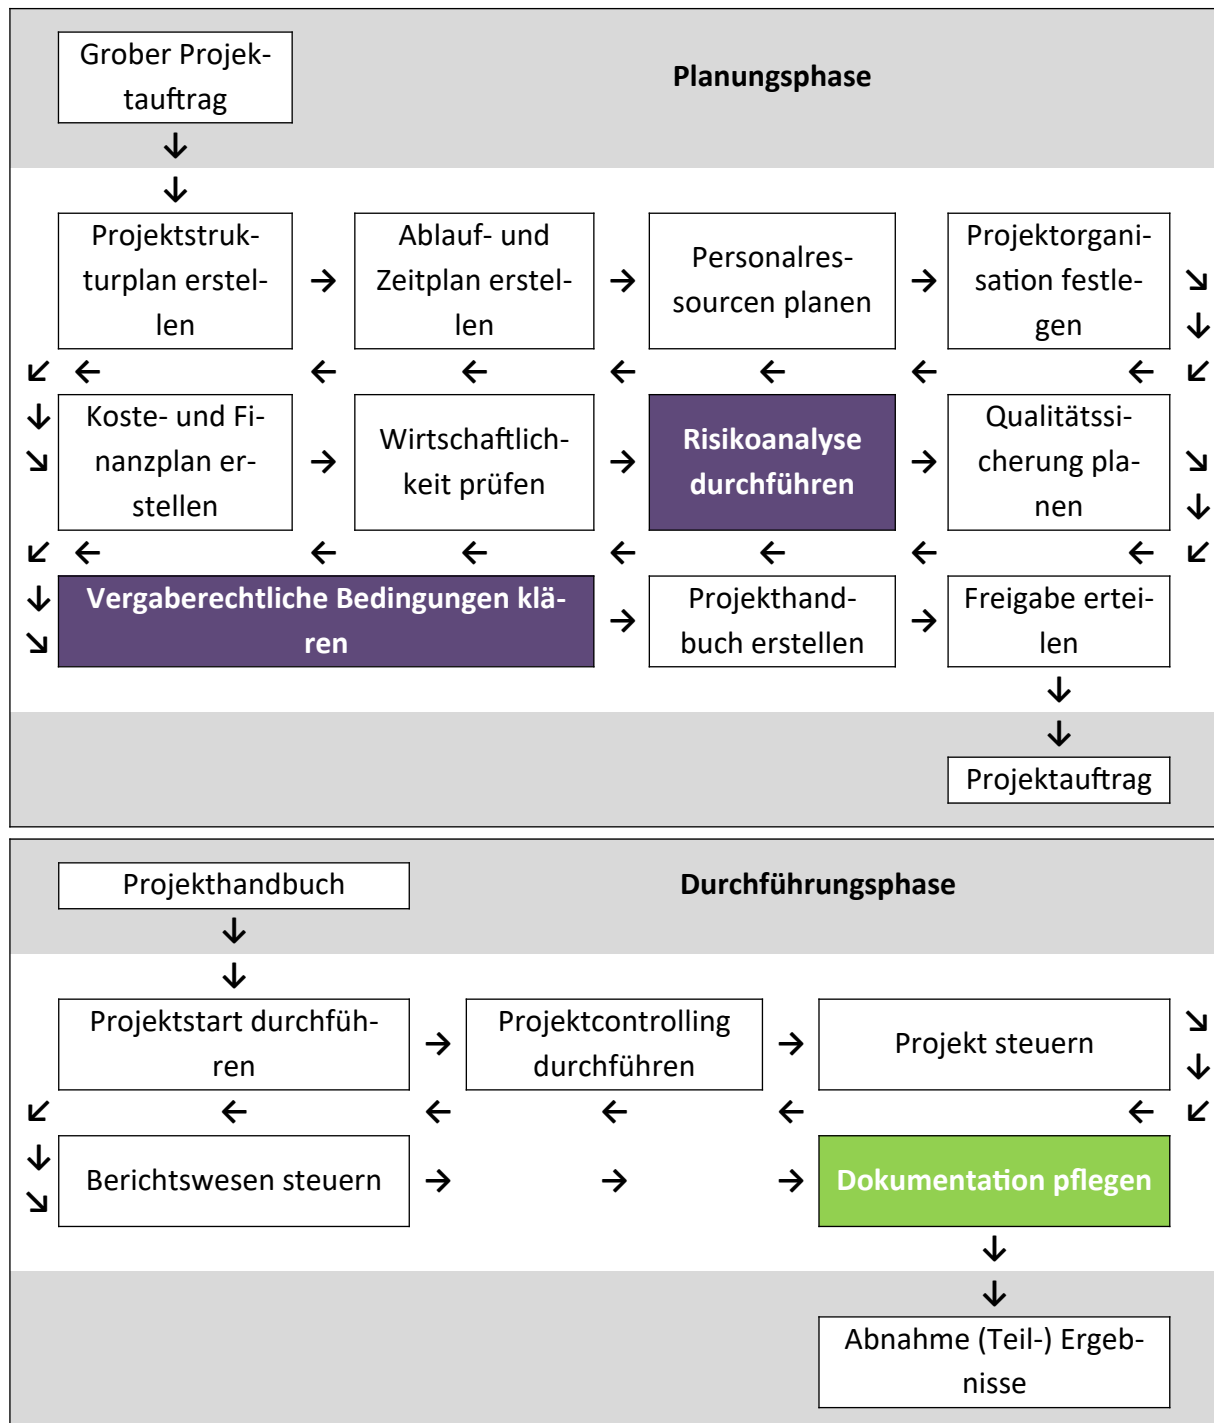 Grober Projek-
tauftrag
Planungsphase
↓
↓
Projektstruk-
turplan erstel-
len
→
Ablauf- und
Zeitplan erstel-
len
→
Personalres-
sourcen planen
→
Projektorgani-
sation festle-
gen
↘
↓
↙ ← ← ← ← ← ← ← ↙
↓
↘
Koste- und Fi-
nanzplan er-
stellen
→
Wirtschaftlich-
keit prüfen
→
Risikoanalyse
durchführen
→
Qualitätssi-
cherung pla-
nen
↘
↓
↙ ← ← ← ← ← ← ← ↙
↓
↘
Vergaberechtliche Bedingungen klä-
ren
→
Projekthand-
buch erstellen
→
Freigabe ertei-
len
↓
↓
Projektauftrag
Projekthandbuch
Durchführungsphase
↓
↓
Projektstart durchfüh-
ren
→
Projektcontrolling
durchführen
→
Projekt steuern
↘
↓
↙ ← ← ← ← ← ↙
↓
↘
Berichtswesen steuern
→ → →
Dokumentation pflegen
↓
↓
Abnahme (Teil-) Ergeb-
nisse